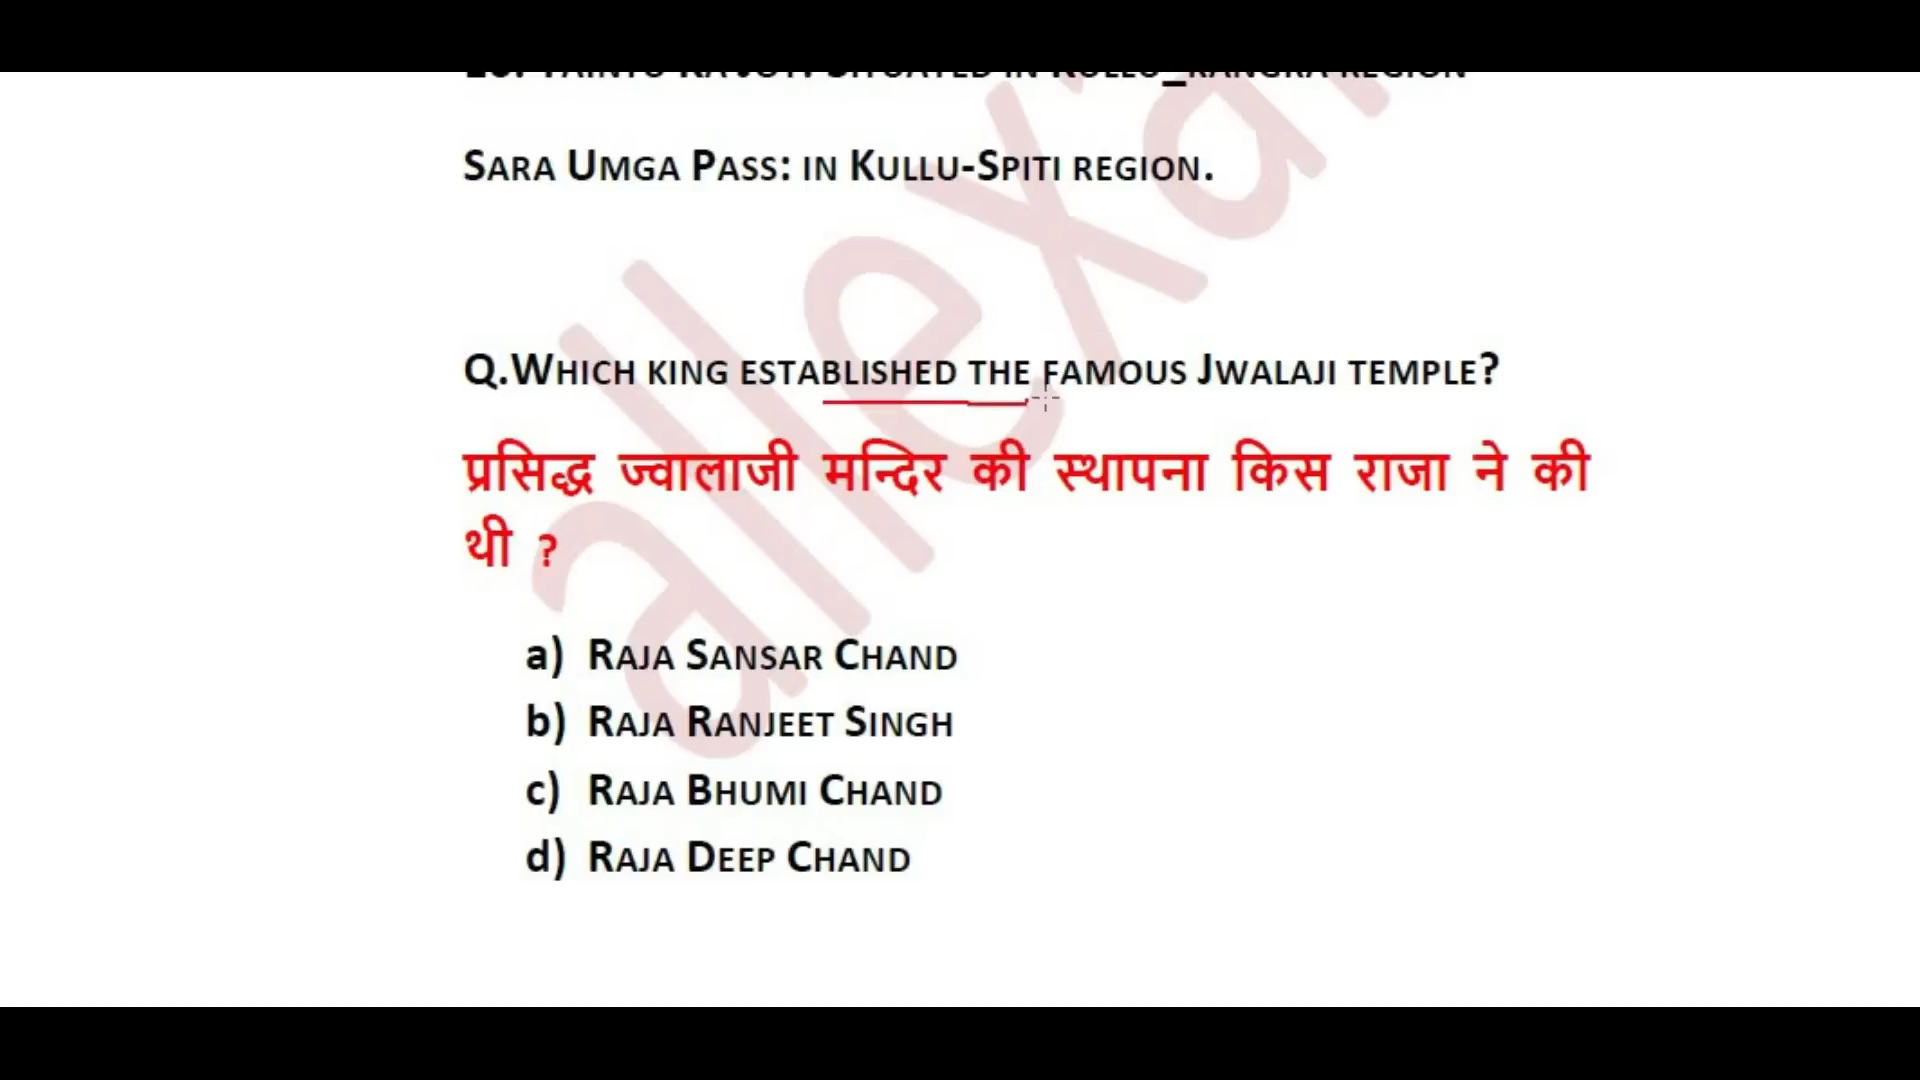 SARA UMGA PASS: IN KULLU-SPITI REGION.
Q.WHICH KING ESTABLISHED THE FAMOUS JWALAJI TEMPLE?
प्रसिद्ध ज्वालाजी मन्दिर की स्थापना किस राजा ने की
थी ?
a) RAJA SANSAR CHAND
b) RAJA RANJEET SINGH
c) RAJA BHUMI CHAND
d) RAJA DEEP CHAND